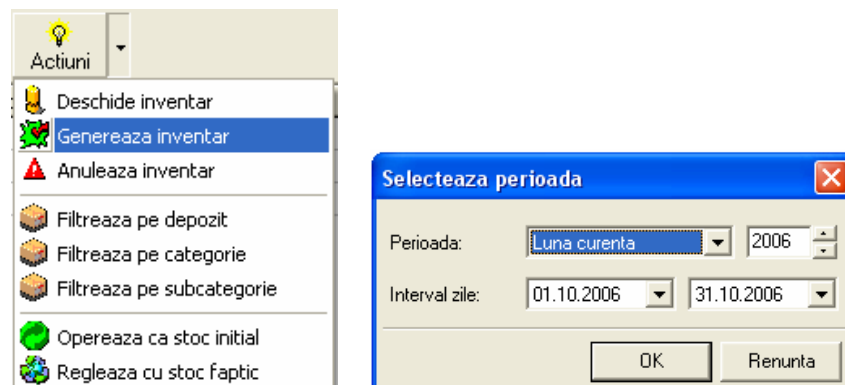 Actiuni
Deschide inventar
Genereaza inventar
Anuleaza inventar
Filtreaza pe depozit
Filtreaza pe categorie
Filtreaza pe subcategorie
Opereaza ca stoc initial
Regleaza cu stoc faptic
Selecteaza perioada
Perioada: Luna curenta 2006
Interval zile: 01.10.2006 31.10.2006
OK Renunta